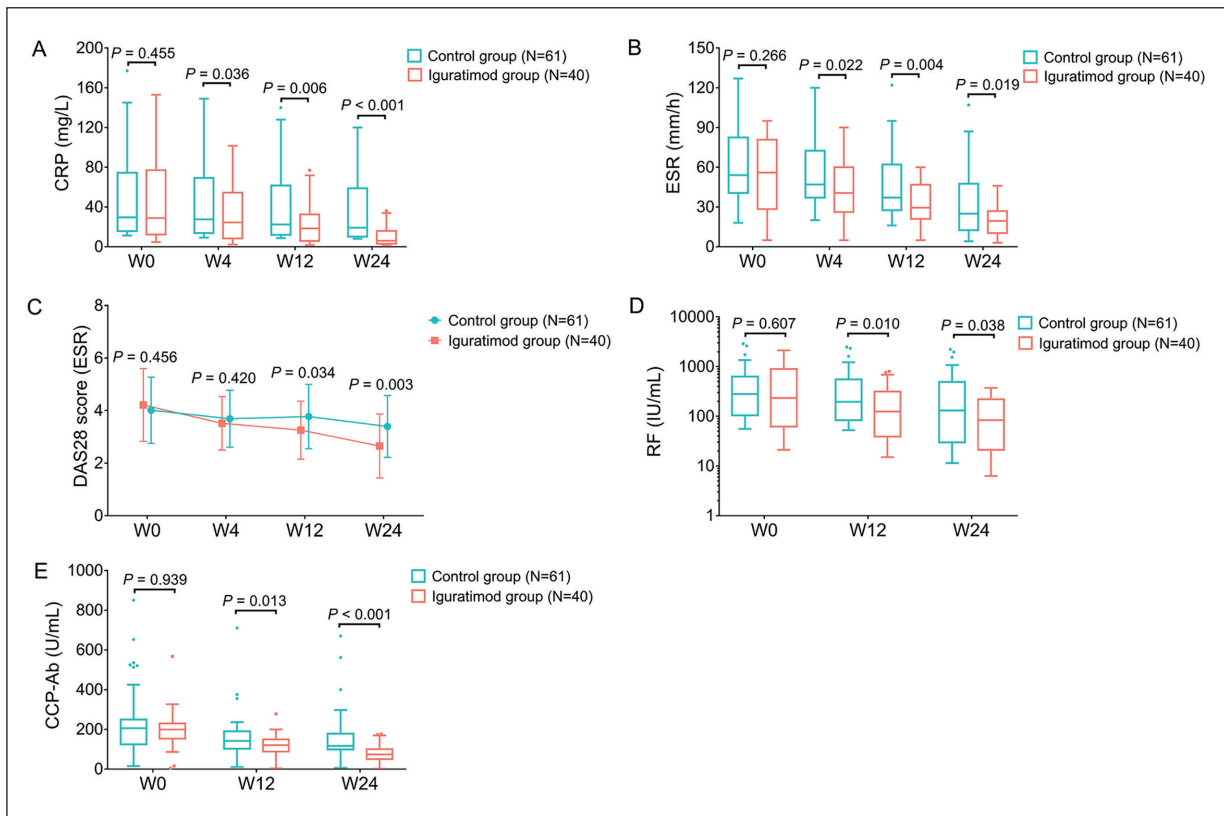 A
CRP (mg/L)
200
160
120
80
40
0
P = 0.455
P = 0.036
P = 0.006
P < 0.001
W0 W4 W12 W24
Control group (N=61)
Iguratimod group (N=40)
B
ESR (mm/h)
150
120
90
60
30
0
P = 0.266
P = 0.022
P = 0.004
P = 0.019
W0 W4 W12 W24
Control group (N=61)
Iguratimod group (N=40)
C
DAS28 score (ESR)
8
6
4
2
0
P = 0.456
P = 0.420
P = 0.034
P = 0.003
W0 W4 W12 W24
Control group (N=61)
Iguratimod group (N=40)
D
RF (IU/mL)
10000
1000
100
10
1
P = 0.607
P = 0.010
P = 0.038
W0 W12 W24
Control group (N=61)
Iguratimod group (N=40)
E
CCP-Ab (U/mL)
1000
800
600
400
200
0
P = 0.939
P = 0.013
P < 0.001
W0 W12 W24
Control group (N=61)
Iguratimod group (N=40)